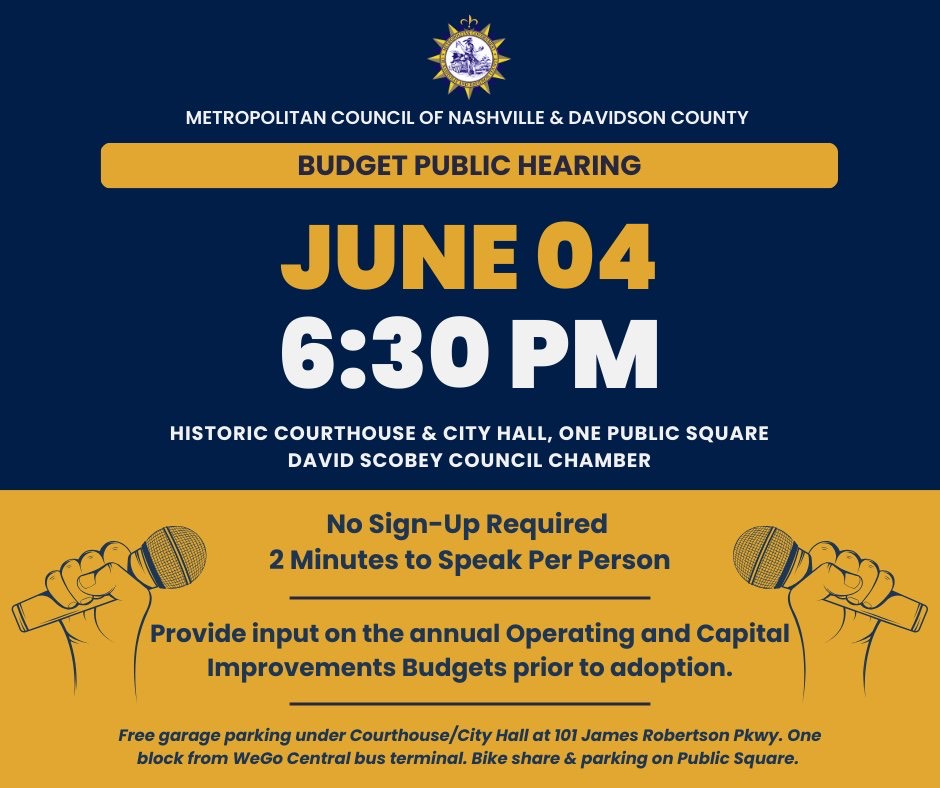 METROPOLITAN COUNCIL OF NASHVILLE & DAVIDSON COUNTY
BUDGET PUBLIC HEARING
JUNE 04
6:30 PM
HISTORIC COURTHOUSE & CITY HALL, ONE PUBLIC SQUARE
DAVID SCOBEY COUNCIL CHAMBER
No Sign-Up Required
2 Minutes to Speak Per Person
Provide input on the annual Operating and Capital
Improvements Budgets prior to adoption.
Free garage parking under Courthouse/City Hall at 101 James Robertson Pkwy. One
block from WeGo Central bus terminal. Bike share & parking on Public Square.